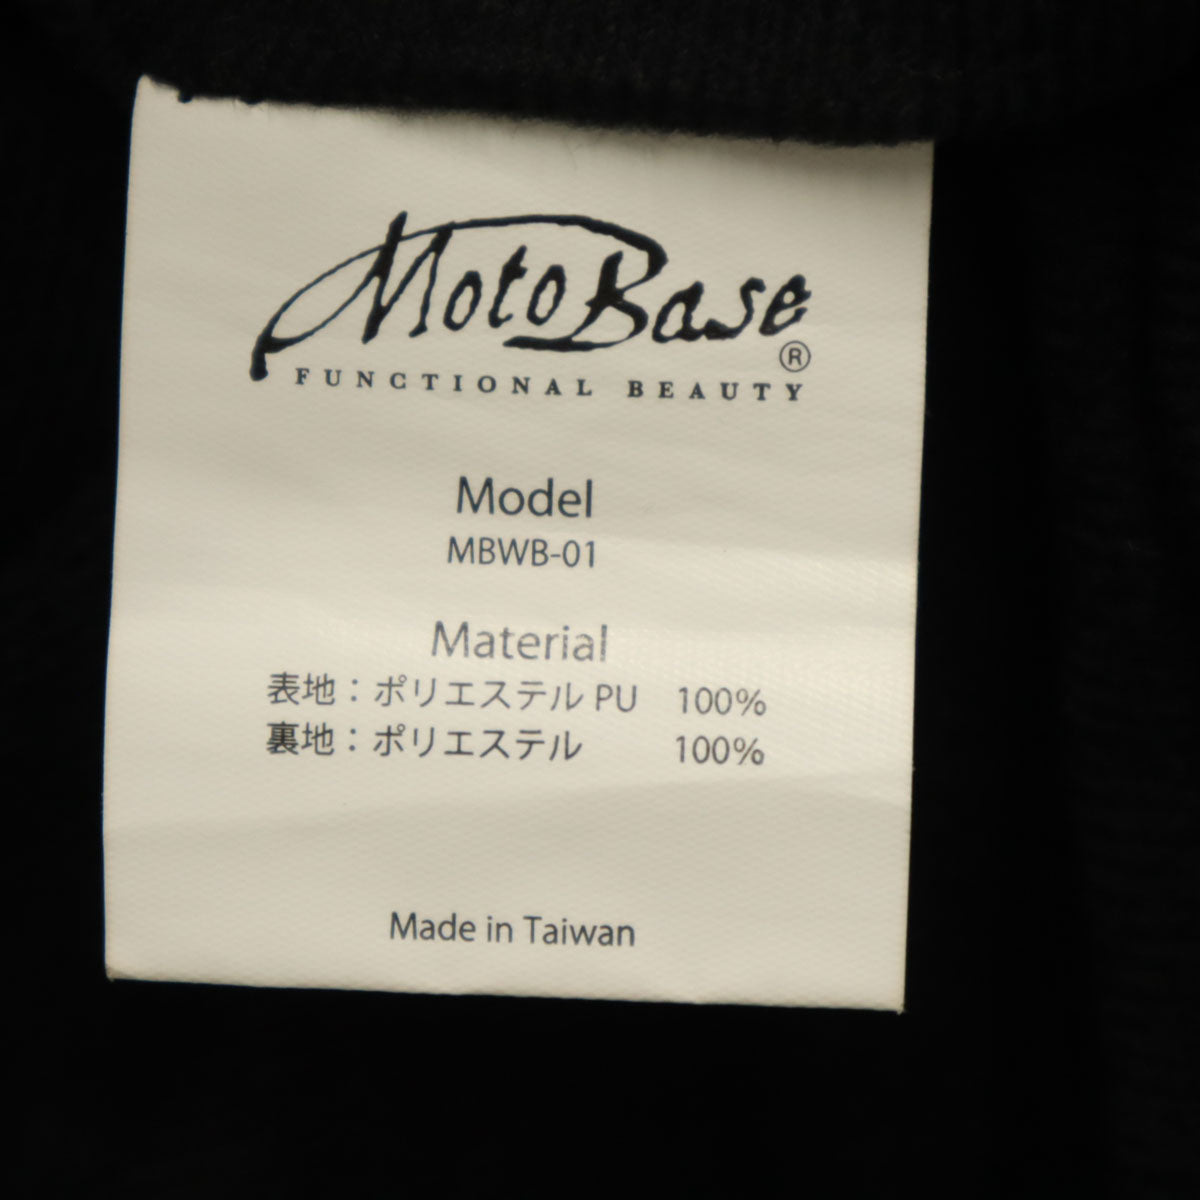 MotoBase®
FUNCTIONAL BEAUTY
Model
MBWB-01
Material
表地：ポリエステル PU 100%
裏地：ポリエステル 100%
Made in Taiwan